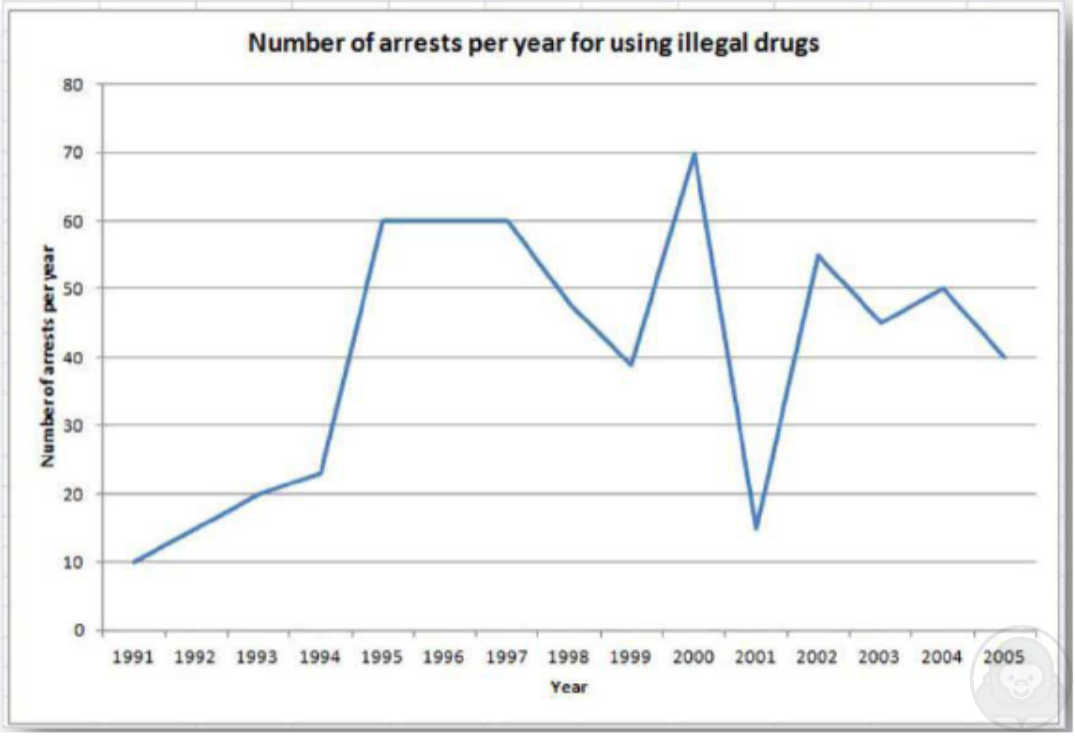 Number of arrests per year for using illegal drugs
80
70
60
50
40
30
20
10
0
Number of arrests per year
1991 1992 1993 1994 1995 1996 1997 1998 1999 2000 2001 2002 2003 2004 2005
Year